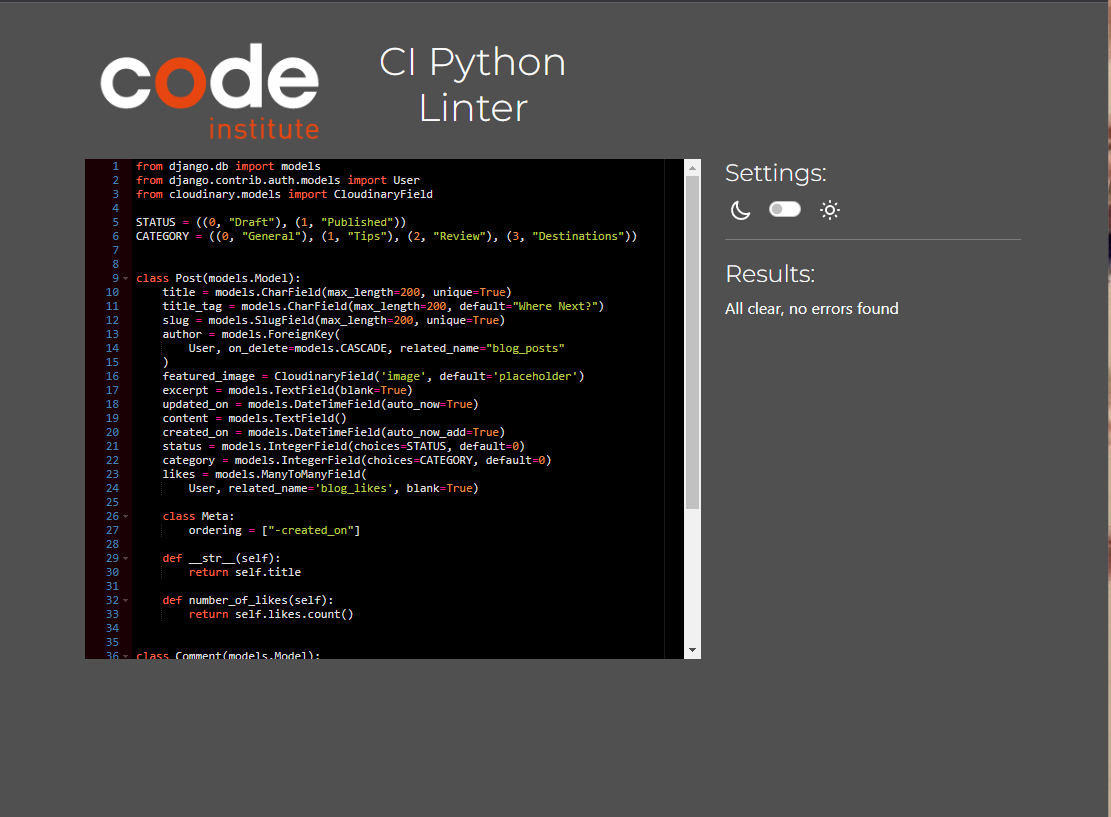 code
institute
CI Python
Linter
1 from django.db import models
2 from django.contrib.auth.models import User
3 from cloudinary.models import CloudinaryField
4
5 STATUS = ((0, "Draft"), (1, "Published"))
6 CATEGORY = ((0, "General"), (1, "Tips"), (2, "Review"), (3, "Destinations"))
7
8
9 class Post(models.Model):
10     title = models.CharField(max_length=200, unique=True)
11     title_tag = models.CharField(max_length=200, default="Where Next?")
12     slug = models.SlugField(max_length=200, unique=True)
13     author = models.ForeignKey(
14         User, on_delete=models.CASCADE, related_name="blog_posts"
15     )
16     featured_image = CloudinaryField('image', default='placeholder')
17     excerpt = models.TextField(blank=True)
18     updated_on = models.DateTimeField(auto_now=True)
19     content = models.TextField()
20     created_on = models.DateTimeField(auto_now_add=True)
21     status = models.IntegerField(choices=STATUS, default=0)
22     category = models.IntegerField(choices=CATEGORY, default=0)
23     likes = models.ManyToManyField(
24         User, related_name='blog_likes', blank=True)
25
26     class Meta:
27         ordering = ["-created_on"]
28
29     def __str__(self):
30         return self.title
31
32     def number_of_likes(self):
33         return self.likes.count()
34
35
36 class Comment(models.Model):
Settings:
Results:
All clear, no errors found